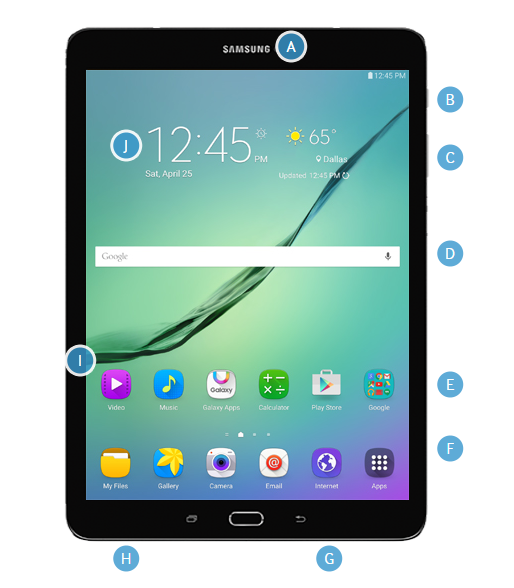 SAMSUNG
A
12:45 PM
B
J
12:45 PM
65°
Dallas
Sat, April 25
Updated 12:45 PM
C
Google
D
I
Video
Music
Galaxy
Galaxy Apps
Calculator
Play Store
Google
E
My Files
Gallery
Camera
@
Email
Internet
Apps
F
H
G